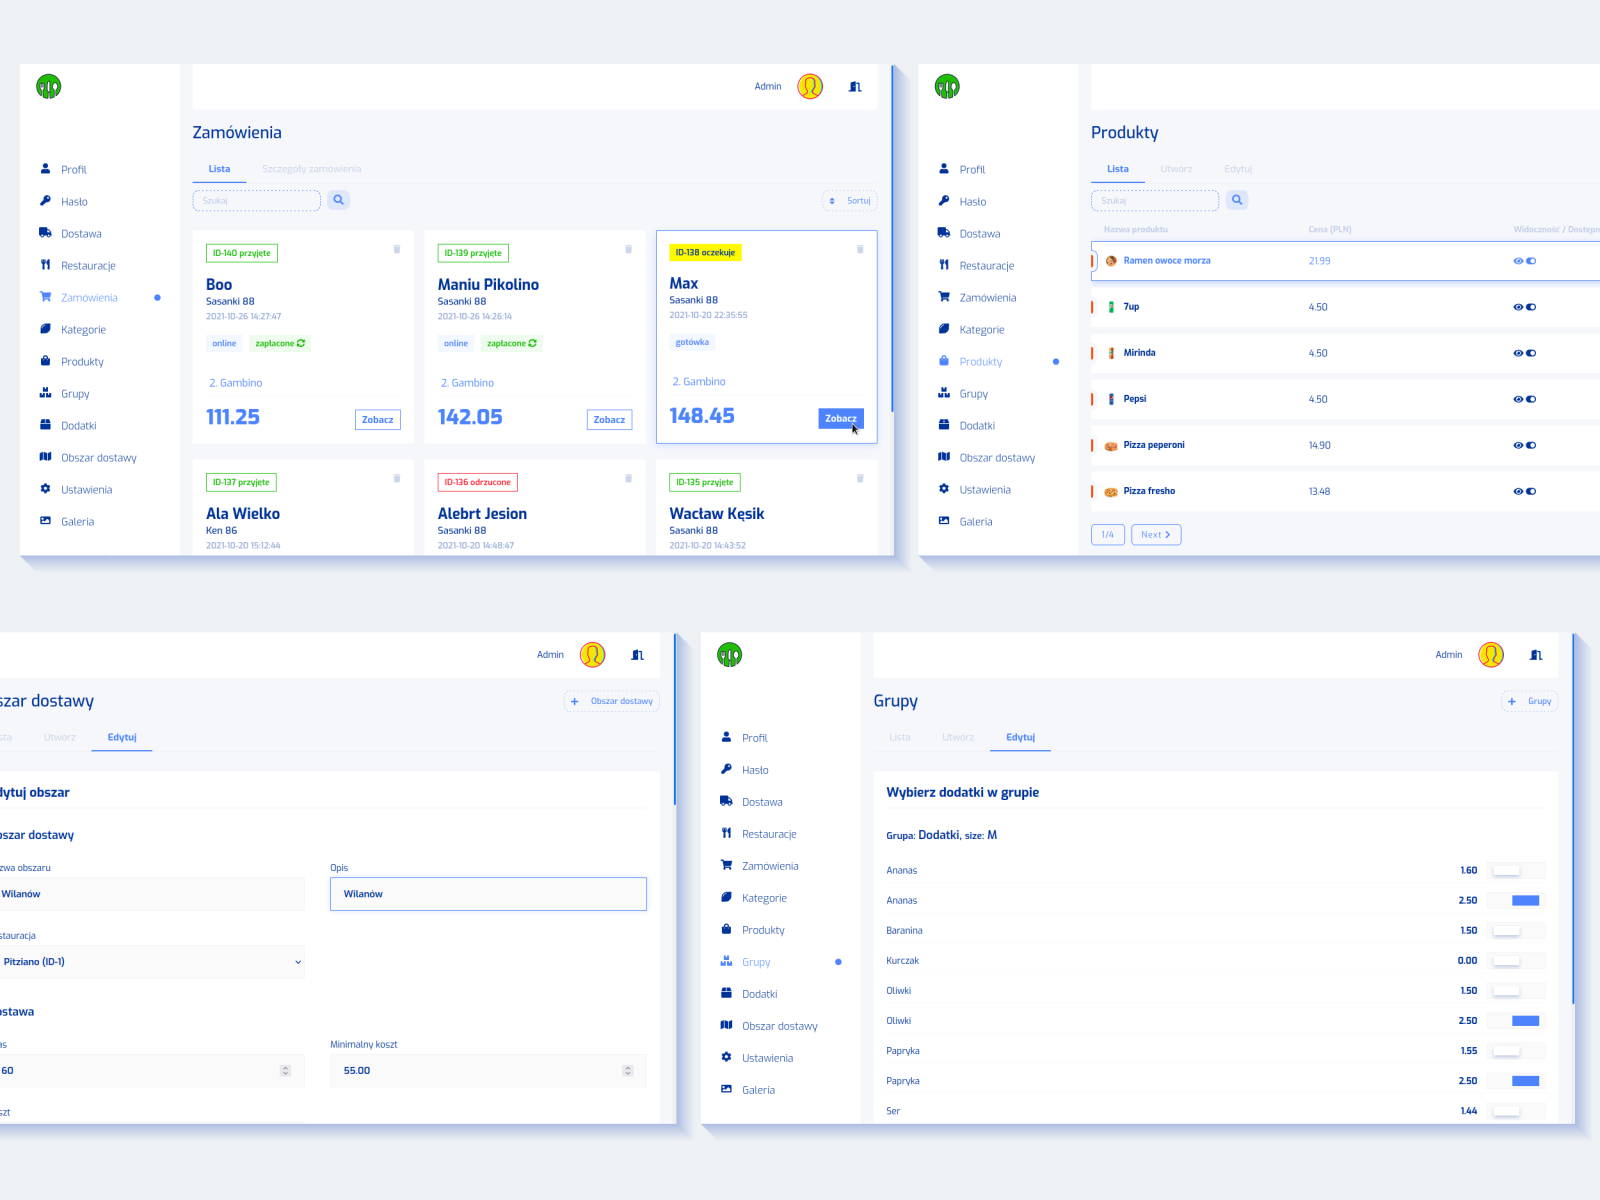 Admin
Zamówienia
Lista
Szczegóły zamówienia
Szukaj
Sortuj
Profil
Hasło
Dostawa
Restauracje
Zamówienia
Kategorie
Produkty
Grupy
Dodatki
Obszar dostawy
Ustawienia
Galeria
ID-140 przyjęte
Boo
Sasanki 88
2021-10-26 14:27:47
online
zapłacone
2. Gambino
111.25
Zobacz
ID-139 przyjęte
Maniu Pikolino
Sasanki 88
2021-10-26 14:26:14
online
zapłacone
2. Gambino
142.05
Zobacz
ID-138 oczekuje
Max
Sasanki 88
2021-10-20 22:35:55
gotówka
2. Gambino
148.45
Zobacz
ID-137 przyjęte
Ala Wielko
Ken 86
2021-10-20 15:12:44
ID-136 odrzucone
Alebrt Jesion
Sasanki 88
2021-10-20 14:48:47
ID-135 przyjęte
Wacław Kęsik
Sasanki 88
2021-10-20 14:43:52
Produkty
Lista
Utwórz
Edytuj
Szukaj
Profil
Hasło
Dostawa
Restauracje
Zamówienia
Kategorie
Produkty
Grupy
Dodatki
Obszar dostawy
Ustawienia
Galeria
Nazwa produktu
Cena (PLN)
Widoczność / Dostępn
Ramen owoce morza
21.99
7up
4.50
Mirinda
4.50
Pepsi
4.50
Pizza peperoni
14.90
Pizza fresho
13.48
1/4
Next
Admin
szar dostawy
Obszar dostawy
sta
Utwórz
Edytuj
dytuj obszar
szar dostawy
zwa obszaru
Opis
Wilanów
Wilanów
stauracja
Pitziano (ID-1)
stawa
as
Minimalny koszt
60
55.00
szt
Admin
Grupy
Grupy
Lista
Utwórz
Edytuj
Profil
Hasło
Dostawa
Restauracje
Zamówienia
Kategorie
Produkty
Grupy
Dodatki
Obszar dostawy
Ustawienia
Galeria
Wybierz dodatki w grupie
Grupa: Dodatki, size: M
Ananas 1.60
Ananas 2.50
Baranina 1.50
Kurczak 0.00
Oliwki 1.50
Oliwki 2.50
Papryka 1.55
Papryka 2.50
Ser 1.44